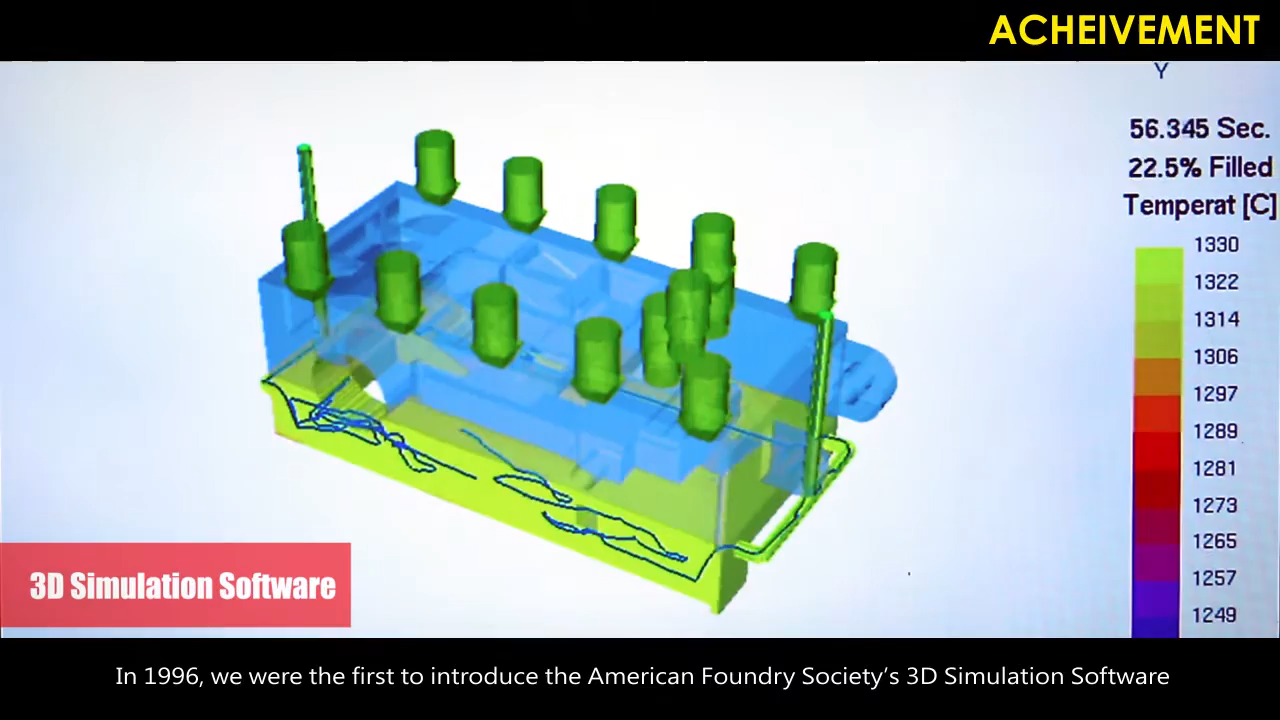 ACHEIVEMENT
Y
56.345 Sec.
22.5% Filled
Temperat [C]
1330
1322
1314
1306
1297
1289
1281
1273
1265
1257
1249
3D Simulation Software
In 1996, we were the first to introduce the American Foundry Society’s 3D Simulation Software